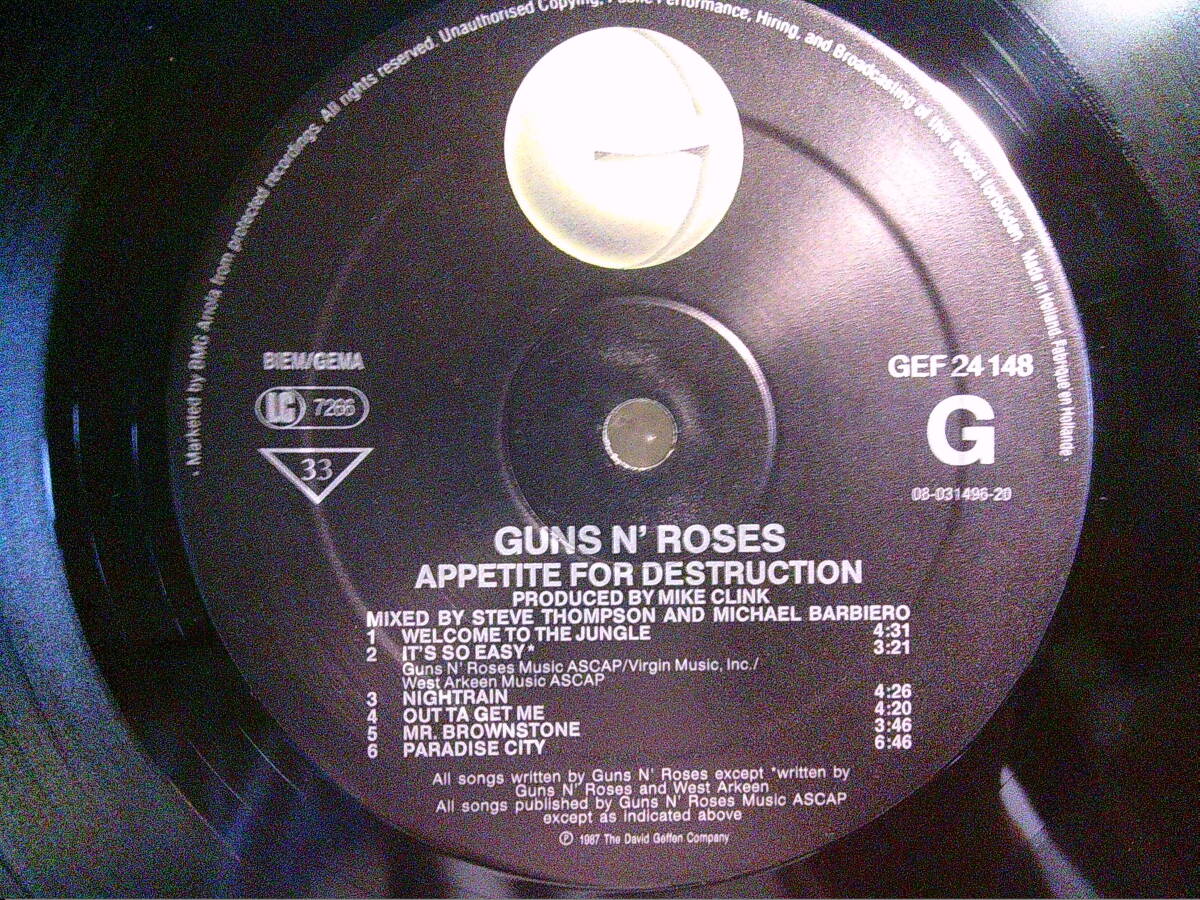 · Marketed by BMG Ariola from protected recordings. All rights reserved. Unauthorised Copying, Public Performance, Hiring, and Broadcasting of this record forbidden · Made in Holland Fabriqué en Hollande ·
BIEM/GEMA
LC 7266
33
GEF 24 148
G
08-031496-20
GUNS N' ROSES
APPETITE FOR DESTRUCTION
PRODUCED BY MIKE CLINK
MIXED BY STEVE THOMPSON AND MICHAEL BARBIERO
1 WELCOME TO THE JUNGLE 4:31
2 IT'S SO EASY* 3:21
Guns N' Roses Music ASCAP/Virgin Music, Inc./
West Arkeen Music ASCAP
3 NIGHTRAIN 4:26
4 OUT TA GET ME 4:20
5 MR. BROWNSTONE 3:46
6 PARADISE CITY 6:46
All songs written by Guns N' Roses except *written by
Guns N' Roses and West Arkeen
All songs published by Guns N' Roses Music ASCAP
except as indicated above
℗ 1987 The David Geffen Company